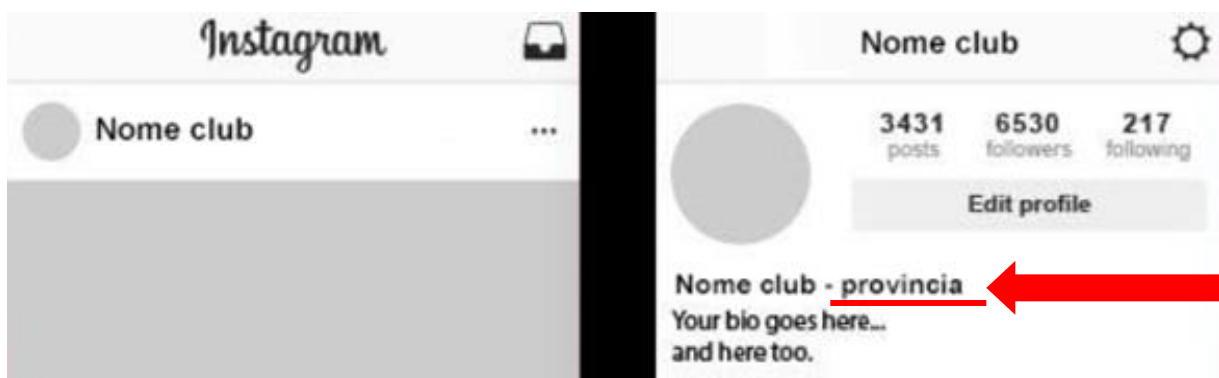 Instagram
Nome club
...
Nome club
3431 6530 217
posts followers following
Edit profile
Nome club - provincia
Your bio goes here...
and here too.